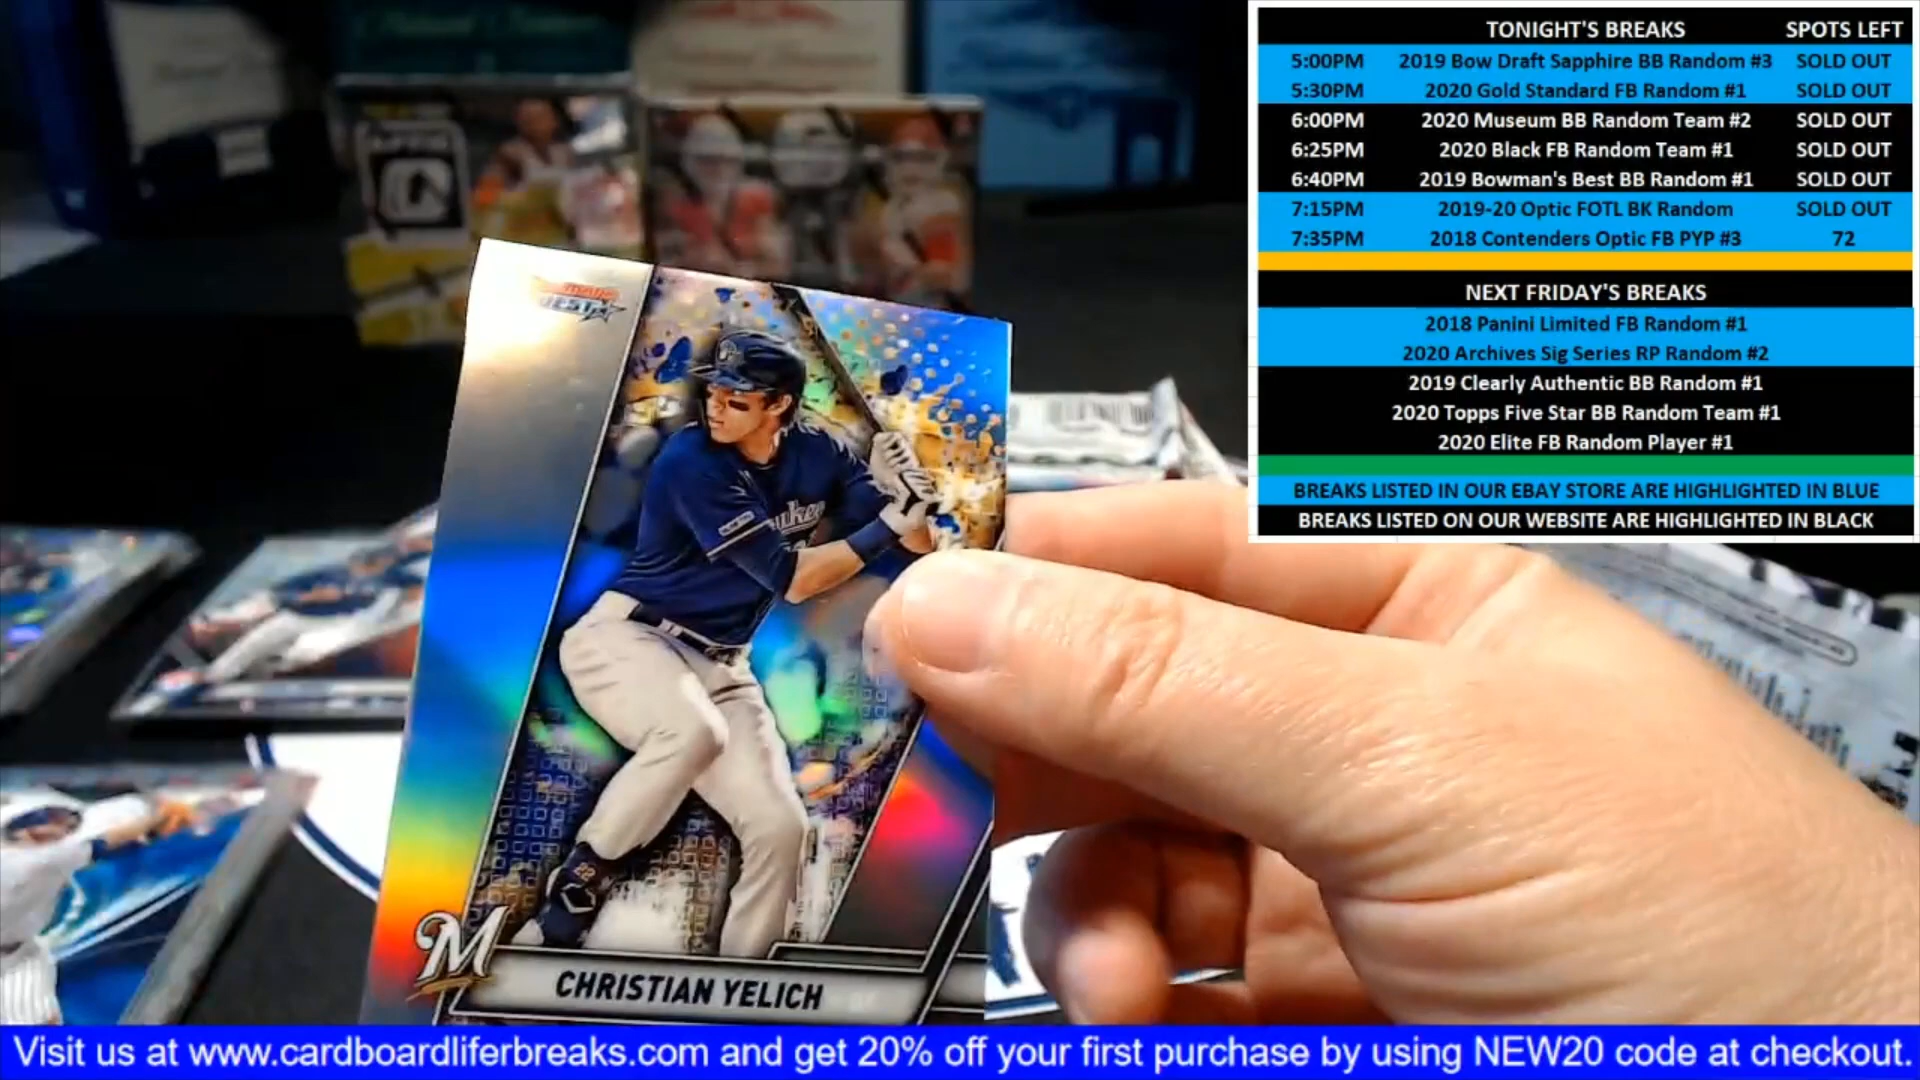 TONIGHT'S BREAKS SPOTS LEFT
5:00PM 2019 Bow Draft Sapphire BB Random #3 SOLD OUT
5:30PM 2020 Gold Standard FB Random #1 SOLD OUT
6:00PM 2020 Museum BB Random Team #2 SOLD OUT
6:25PM 2020 Black FB Random Team #1 SOLD OUT
6:40PM 2019 Bowman's Best BB Random #1 SOLD OUT
7:15PM 2019-20 Optic FOTL BK Random SOLD OUT
7:35PM 2018 Contenders Optic FB PYP #3 72
NEXT FRIDAY'S BREAKS
2018 Panini Limited FB Random #1
2020 Archives Sig Series RP Random #2
2019 Clearly Authentic BB Random #1
2020 Topps Five Star BB Random Team #1
2020 Elite FB Random Player #1
BREAKS LISTED IN OUR EBAY STORE ARE HIGHLIGHTED IN BLUE
BREAKS LISTED ON OUR WEBSITE ARE HIGHLIGHTED IN BLACK
BEST
22
M
CHRISTIAN YELICH
Visit us at www.cardboardliferbreaks.com and get 20% off your first purchase by using NEW20 code at checkout.